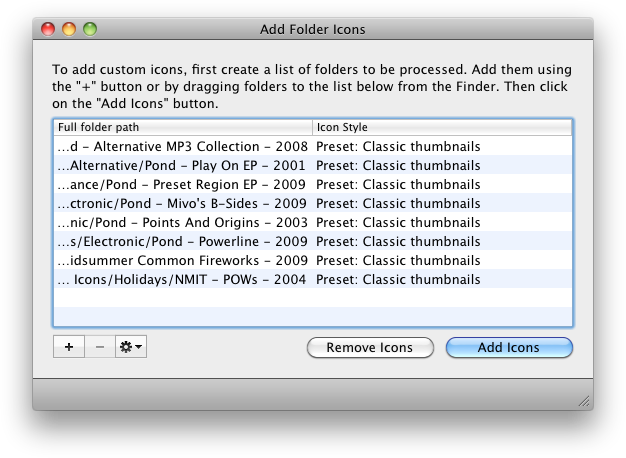 Add Folder Icons
To add custom icons, first create a list of folders to be processed. Add them using
the "+" button or by dragging folders to the list below from the Finder. Then click
on the "Add Icons" button.
Full folder path Icon Style
...d – Alternative MP3 Collection – 2008 Preset: Classic thumbnails
...Alternative/Pond – Play On EP – 2001 Preset: Classic thumbnails
...ance/Pond – Preset Region EP – 2009 Preset: Classic thumbnails
...ctronic/Pond – Mivo's B-Sides – 2009 Preset: Classic thumbnails
...nic/Pond – Points And Origins – 2003 Preset: Classic thumbnails
...s/Electronic/Pond – Powerline – 2009 Preset: Classic thumbnails
...idsummer Common Fireworks – 2009 Preset: Classic thumbnails
... Icons/Holidays/NMIT – POWs – 2004 Preset: Classic thumbnails
+ − Remove Icons Add Icons